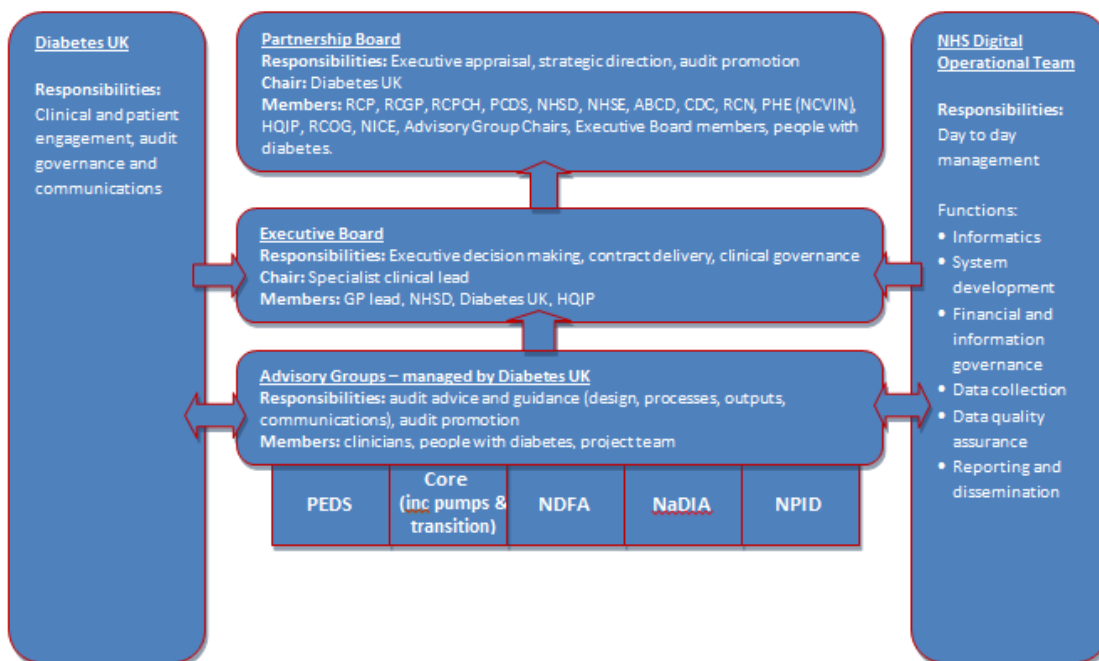 Diabetes UK
Responsibilities:
Clinical and patient
engagement, audit
governance and
communications
Partnership Board
Responsibilities: Executive appraisal, strategic direction, audit promotion
Chair: Diabetes UK
Members: RCP, RCGP, RCPCH, PCDS, NHSD, NHSE, ABCD, CDC, RCN, PHE (NCVIN),
HQIP, RCOG, NICE, Advisory Group Chairs, Executive Board members, people with
diabetes.
Executive Board
Responsibilities: Executive decision making, contract delivery, clinical governance
Chair: Specialist clinical lead
Members: GP lead, NHSD, Diabetes UK, HQIP
Advisory Groups – managed by Diabetes UK
Responsibilities: audit advice and guidance (design, processes, outputs,
communications), audit promotion
Members: clinicians, people with diabetes, project team
PEDS
Core
(inc pumps &
transition)
NDFA
NaDIA
NPID
NHS Digital
Operational Team
Responsibilities:
Day to day
management
Functions:
• Informatics
• System
development
• Financial and
information
governance
• Data collection
• Data quality
assurance
• Reporting and
dissemination